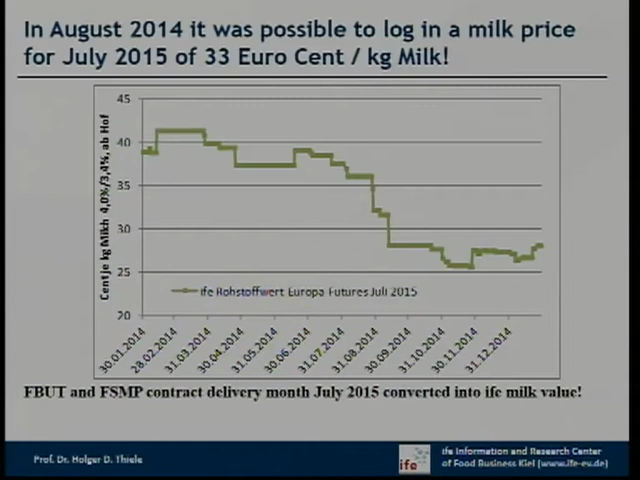 In August 2014 it was possible to log in a milk price
for July 2015 of 33 Euro Cent / kg Milk!
45
40
35
30
25
20
Cent je kg Milkh 4,0%/3,4%, ab Hof
ife Rohstoffwert Europa-Futures Juli 2015
30.01.2014
28.02.2014
31.03.2014
30.04.2014
31.05.2014
30.06.2014
31.07.2014
31.08.2014
30.09.2014
31.10.2014
30.11.2014
31.12.2014
FBUT and FSMP contract delivery month July 2015 converted into ife milk value!
Prof. Dr. Holger D. Thiele
ife
ife Information and Research Center
of Food Business Kiel (www.ife-ev.de)